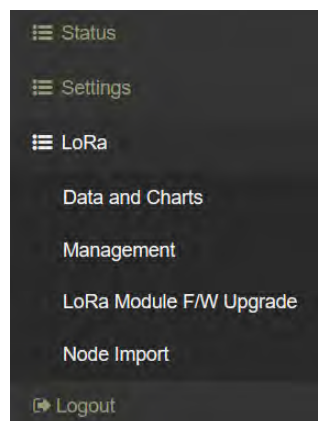 Status
Settings
LoRa
Data and Charts
Management
LoRa Module F/W Upgrade
Node Import
Logout